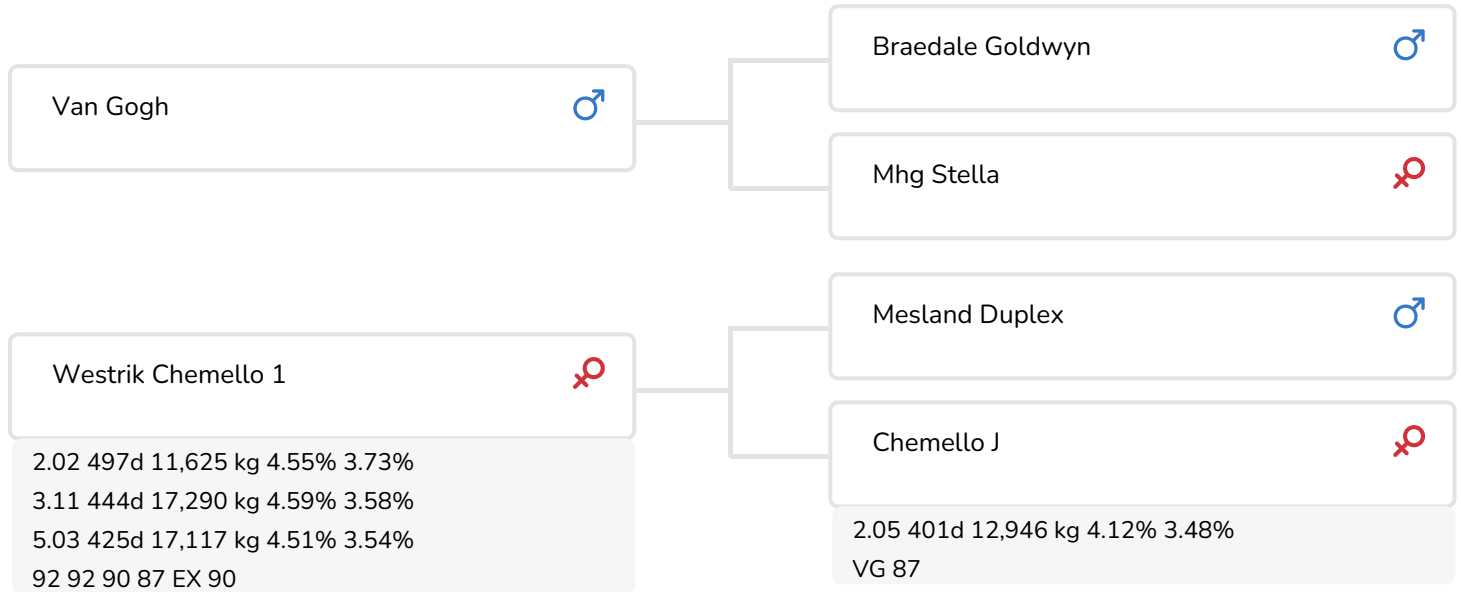 Van Gogh
Braedale Goldwyn
Mhg Stella
Westrik Chemello 1
2.02 497d 11,625 kg 4.55% 3.73%
3.11 444d 17,290 kg 4.59% 3.58%
5.03 425d 17,117 kg 4.51% 3.54%
92 92 90 87 EX 90
Mesland Duplex
Chemello J
2.05 401d 12,946 kg 4.12% 3.48%
VG 87